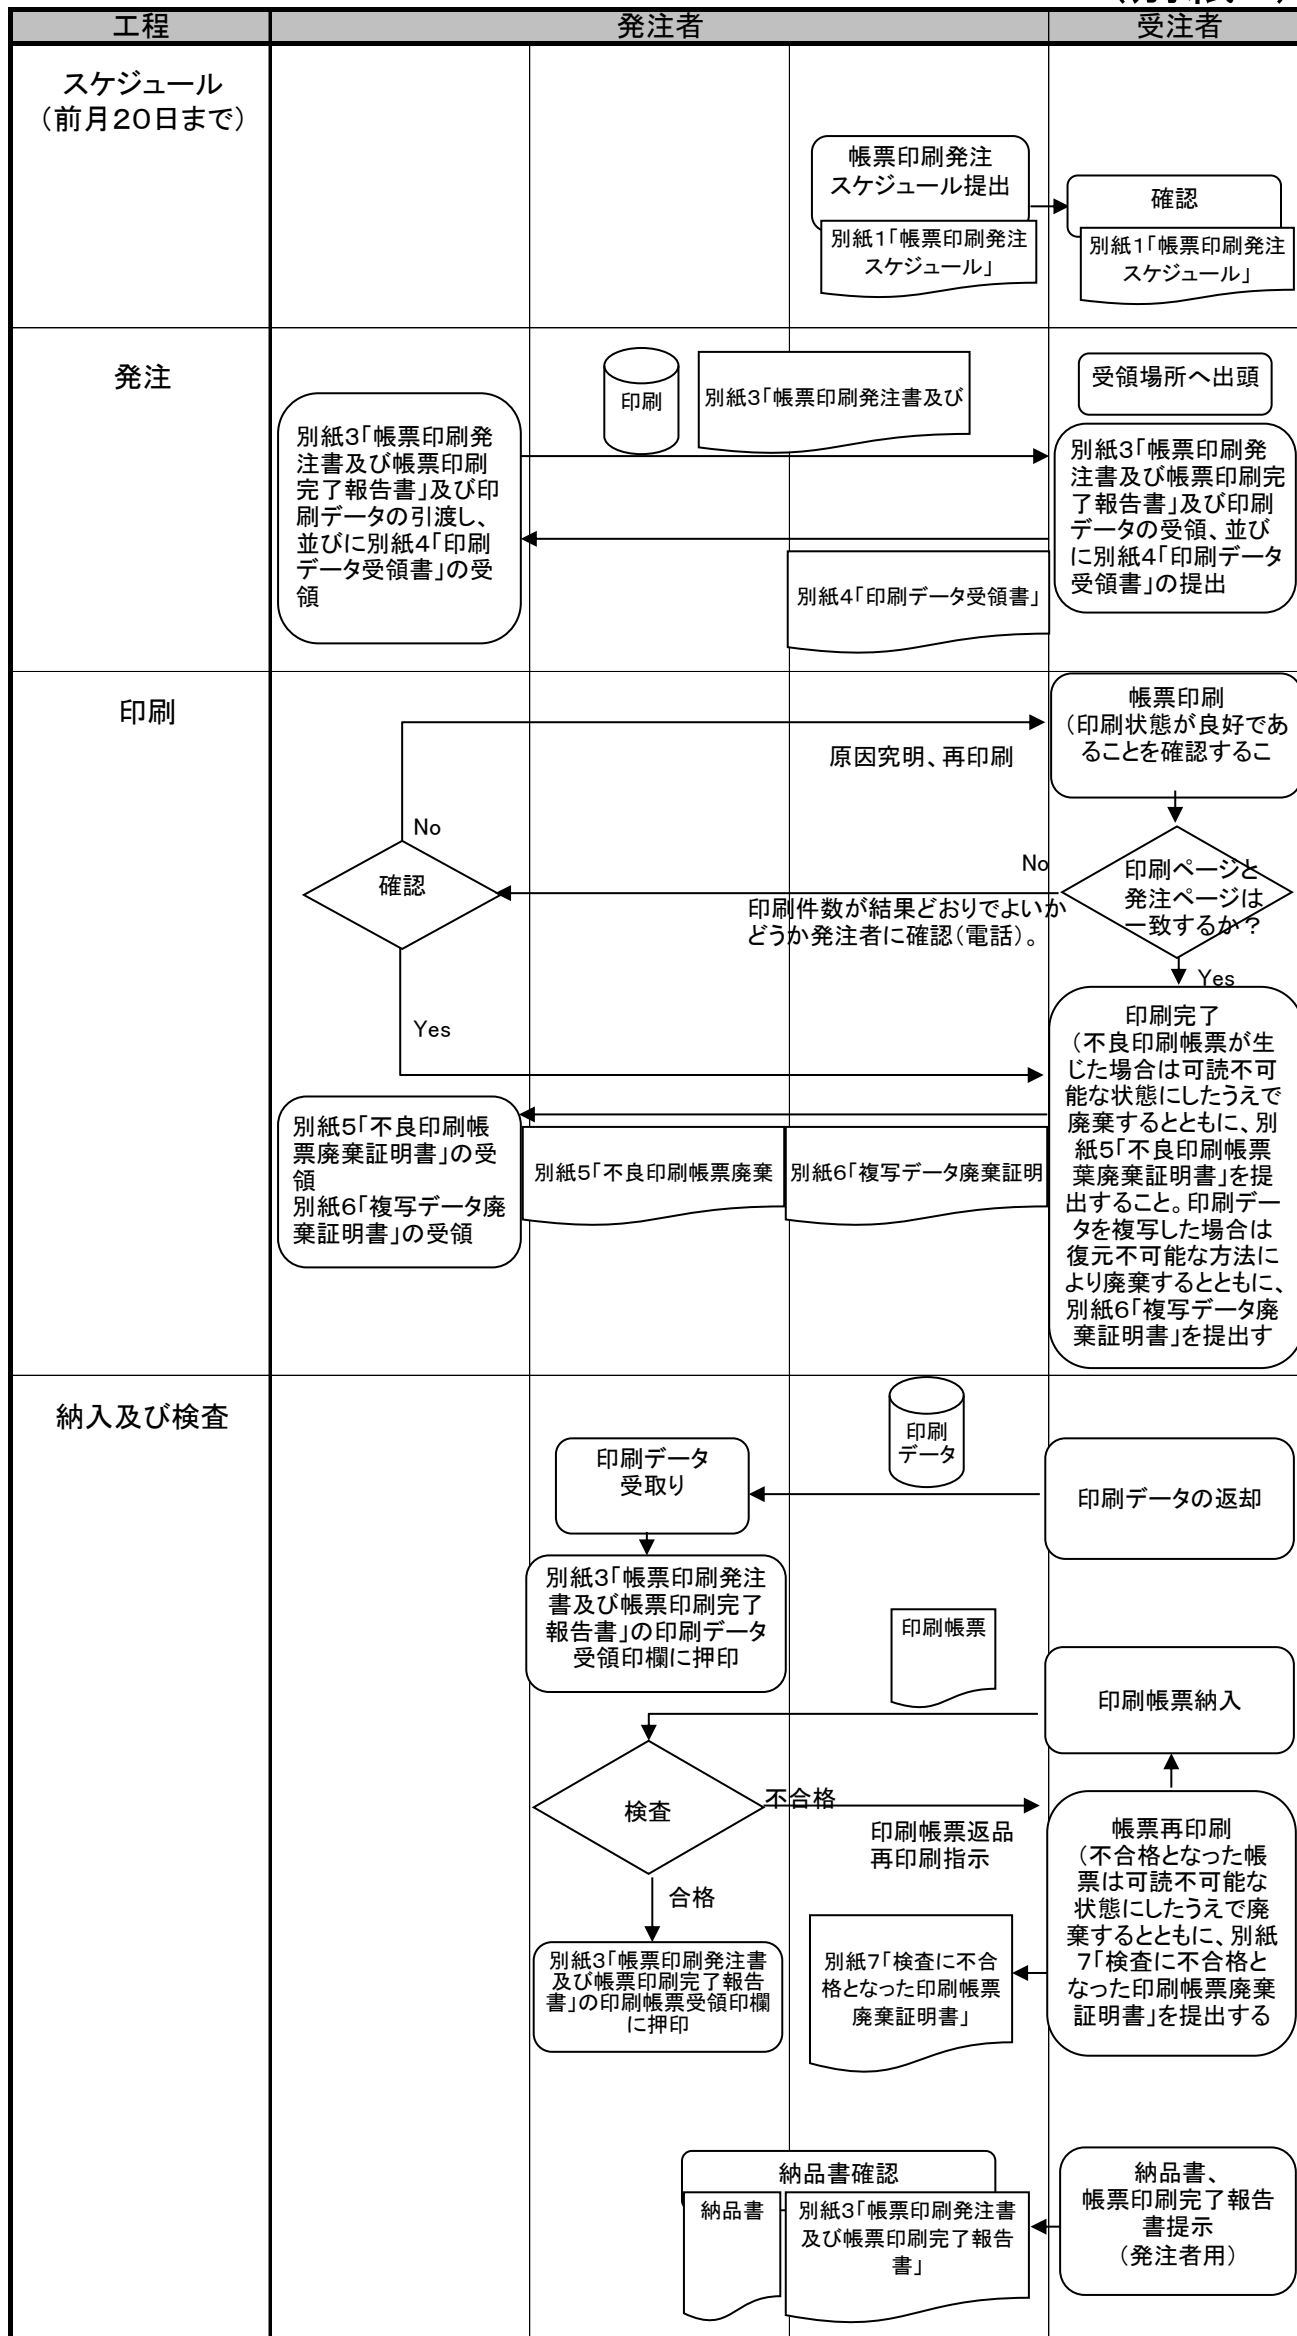 工程
発注者
受注者
スケジュール
（前月２０日まで）
帳票印刷発注
スケジュール提出
別紙１「帳票印刷発注
スケジュール」
確認
別紙１「帳票印刷発注
スケジュール」
発注
別紙３「帳票印刷発
注書及び帳票印刷
完了報告書」及び印
刷データの引渡し、
並びに別紙４「印刷
データ受領書」の受
領
印刷
別紙３「帳票印刷発注書及び
受領場所へ出頭
別紙３「帳票印刷発
注書及び帳票印刷完
了報告書」及び印刷
データの受領、並び
に別紙４「印刷データ
受領書」の提出
別紙４「印刷データ受領書」
印刷
帳票印刷
（印刷状態が良好であ
ることを確認するこ
原因究明、再印刷
No
確認
No
印刷ページと
発注ページは
一致するか？
印刷件数が結果どおりでよいか
どうか発注者に確認（電話）。
Yes
Yes
印刷完了
（不良印刷帳票が生
じた場合は可読不可
能な状態にしたうえで
廃棄するとともに、別
紙５「不良印刷帳票
葉廃棄証明書」を提
出すること。印刷デー
タを複写した場合は
復元不可能な方法に
より廃棄するとともに、
別紙６「複写データ廃
棄証明書」を提出す
別紙５「不良印刷帳
票廃棄証明書」の受
領
別紙６「複写データ廃
棄証明書」の受領
別紙５「不良印刷帳票廃棄
別紙６「複写データ廃棄証明
納入及び検査
印刷
データ
印刷データ
受取り
印刷データの返却
別紙３「帳票印刷発注
書及び帳票印刷完了
報告書」の印刷データ
受領印欄に押印
印刷帳票
印刷帳票納入
検査
不合格
印刷帳票返品
再印刷指示
合格
帳票再印刷
（不合格となった帳
票は可読不可能な
状態にしたうえで廃
棄するとともに、別紙
７「検査に不合格と
なった印刷帳票廃棄
証明書」を提出する
別紙３「帳票印刷発注書
及び帳票印刷完了報告
書」の印刷帳票受領印欄
に押印
別紙７「検査に不合
格となった印刷帳票
廃棄証明書」
納品書確認
納品書
別紙３「帳票印刷発注書
及び帳票印刷完了報告
書」
納品書、
帳票印刷完了報告
書提示
（発注者用）